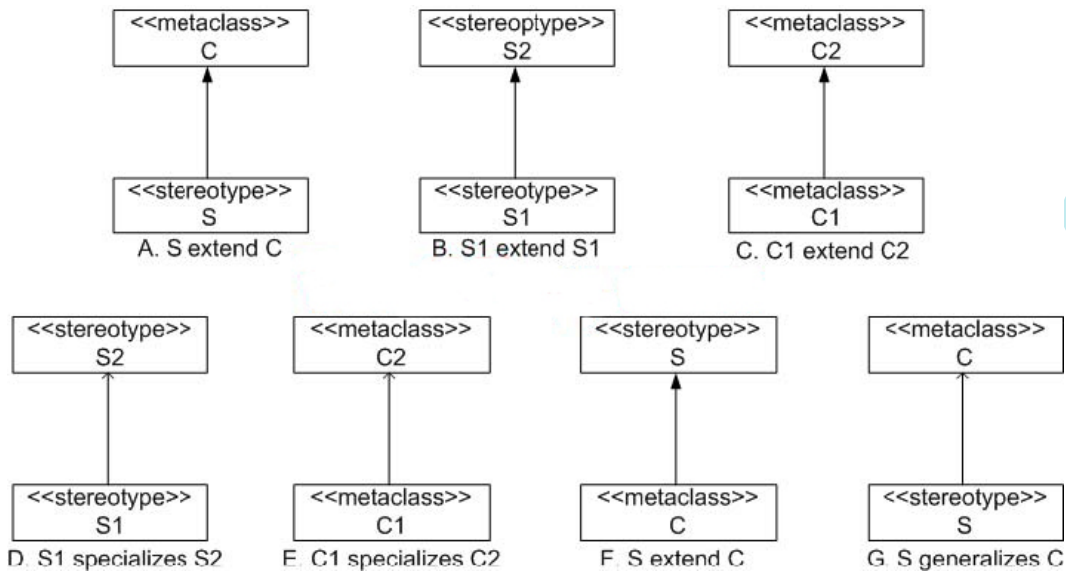 <<metaclass>>
C
<<stereoptype>>
S2
<<metaclass>>
C2
<<stereotype>>
S
<<stereotype>>
S1
<<metaclass>>
C1
A. S extend C
B. S1 extend S1
C. C1 extend C2
<<stereotype>>
S2
<<metaclass>>
C2
<<stereotype>>
S
<<metaclass>>
C
<<stereotype>>
S1
<<metaclass>>
C1
<<metaclass>>
C
<<stereotype>>
S
D. S1 specializes S2
E. C1 specializes C2
F. S extend C
G. S generalizes C